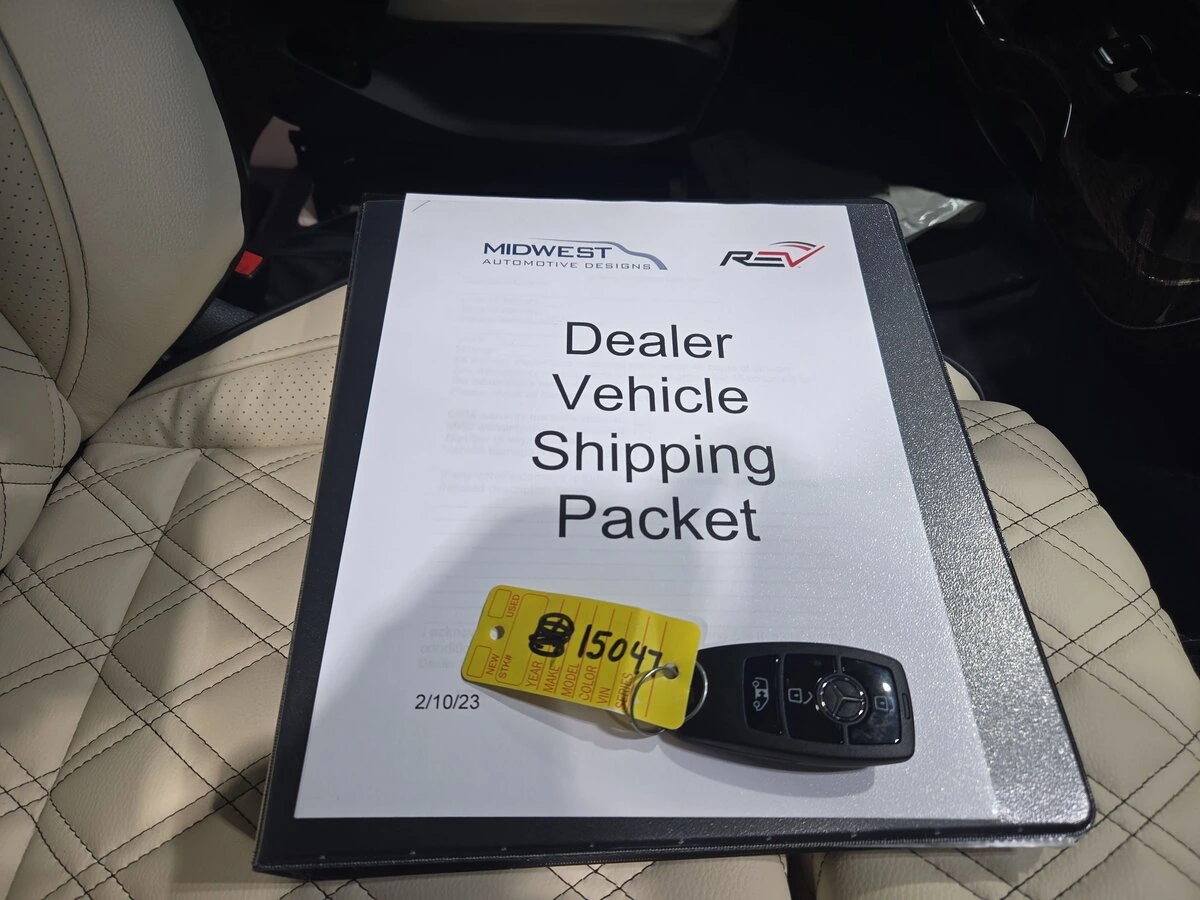 MIDWEST
AUTOMOTIVE DESIGNS
REV
Dealer
Vehicle
Shipping
Packet
USED
NEW
STK#
15047
YEAR
MAKE
MODEL
COLOR
VIN
SERIES
2/10/23